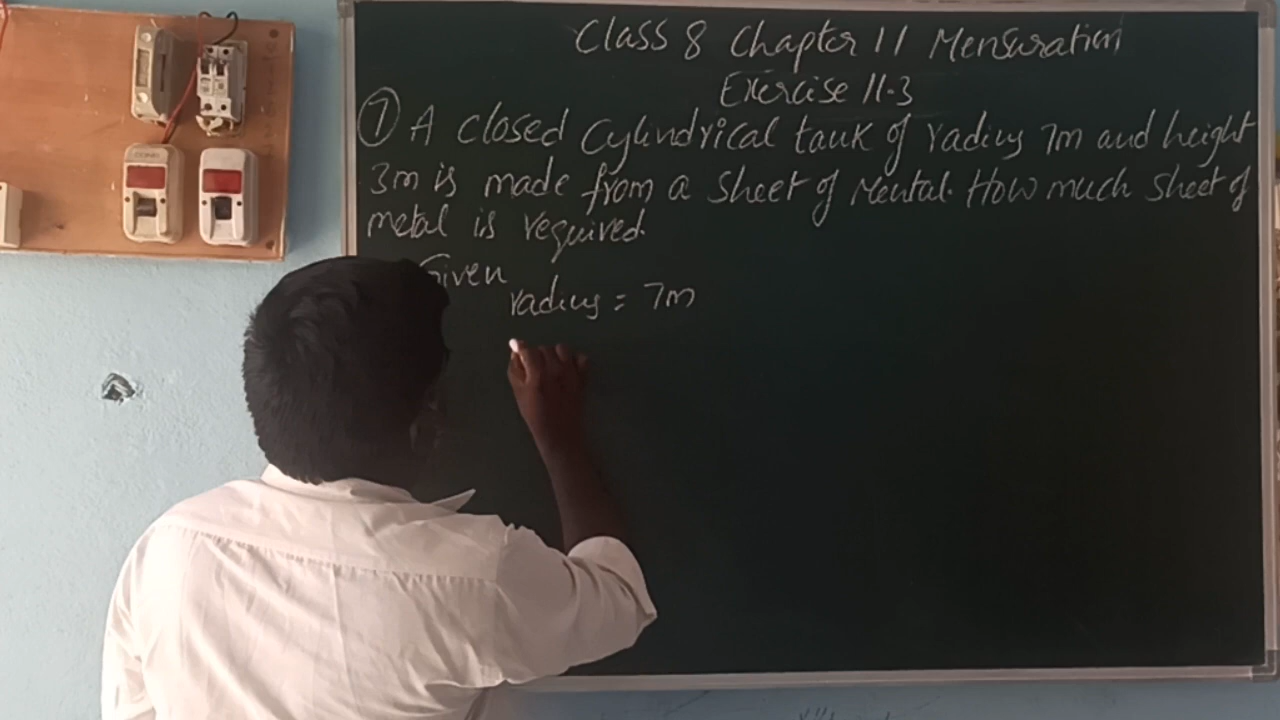 Class 8 Chapter 11 Mensuration
Exercise 11.3
7 A closed cylindrical tank of radius 7m and height
3m is made from a sheet of Mental. How much sheet of
metal is required.
Given
radius = 7m